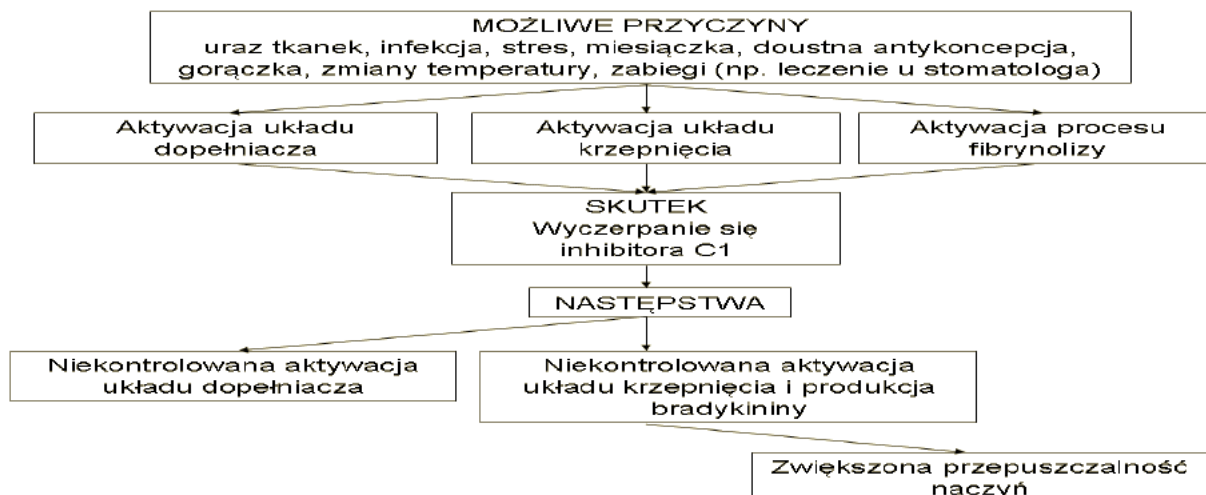 MOŻLIWE PRZYCZYNY
uraz tkanek, infekcja, stres, miesiączka, doustna antykoncepcja,
gorączka, zmiany temperatury, zabiegi (np. leczenie u stomatologa)
Aktywacja układu
dopełniacza
Aktywacja układu
krzepnięcia
Aktywacja procesu
fibrynolizy
SKUTEK
Wyczerpanie się
inhibitora C1
NASTĘPSTWA
Niekontrolowana aktywacja
układu dopełniacza
Niekontrolowana aktywacja
układu krzepnięcia i produkcja
bradykininy
Zwiększona przepuszczalność
naczyń